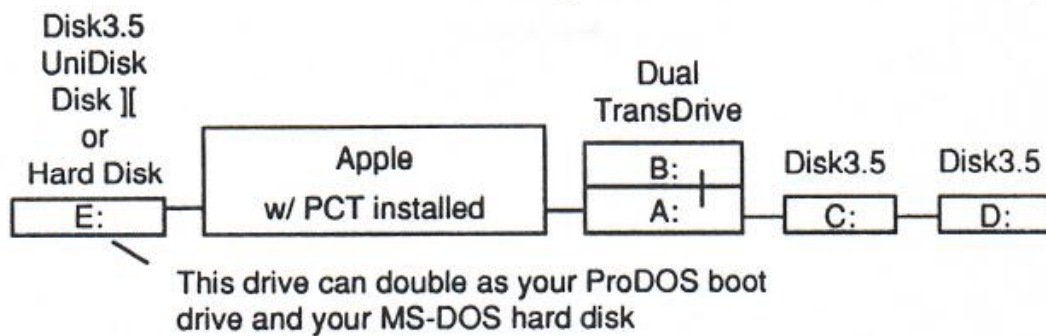 Disk3.5
UniDisk
Disk ][
or
Hard Disk
E:
Apple
w/ PCT installed
Dual
TransDrive
B:
A:
Disk3.5
C:
Disk3.5
D:
This drive can double as your ProDOS boot
drive and your MS-DOS hard disk